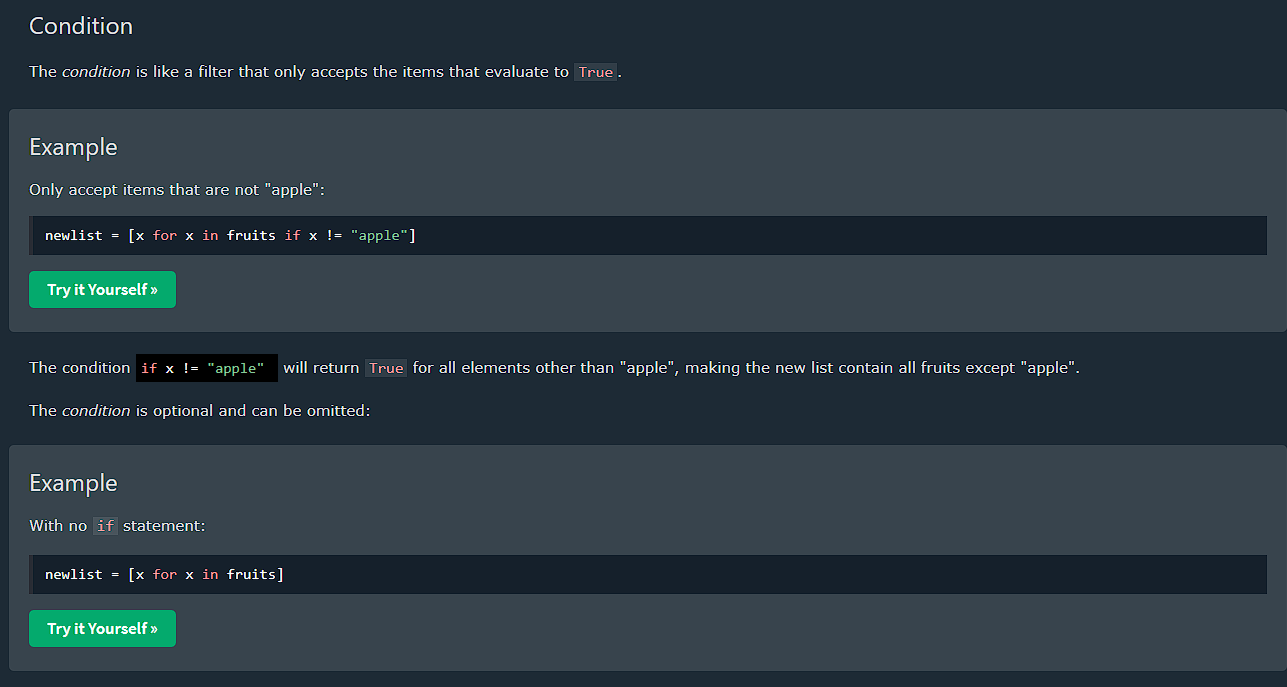 Condition
The condition is like a filter that only accepts the items that evaluate to True.
Example
Only accept items that are not "apple":
newlist = [x for x in fruits if x != "apple"]
Try it Yourself »
The condition if x != "apple" will return True for all elements other than "apple", making the new list contain all fruits except "apple".
The condition is optional and can be omitted:
Example
With no if statement:
newlist = [x for x in fruits]
Try it Yourself »